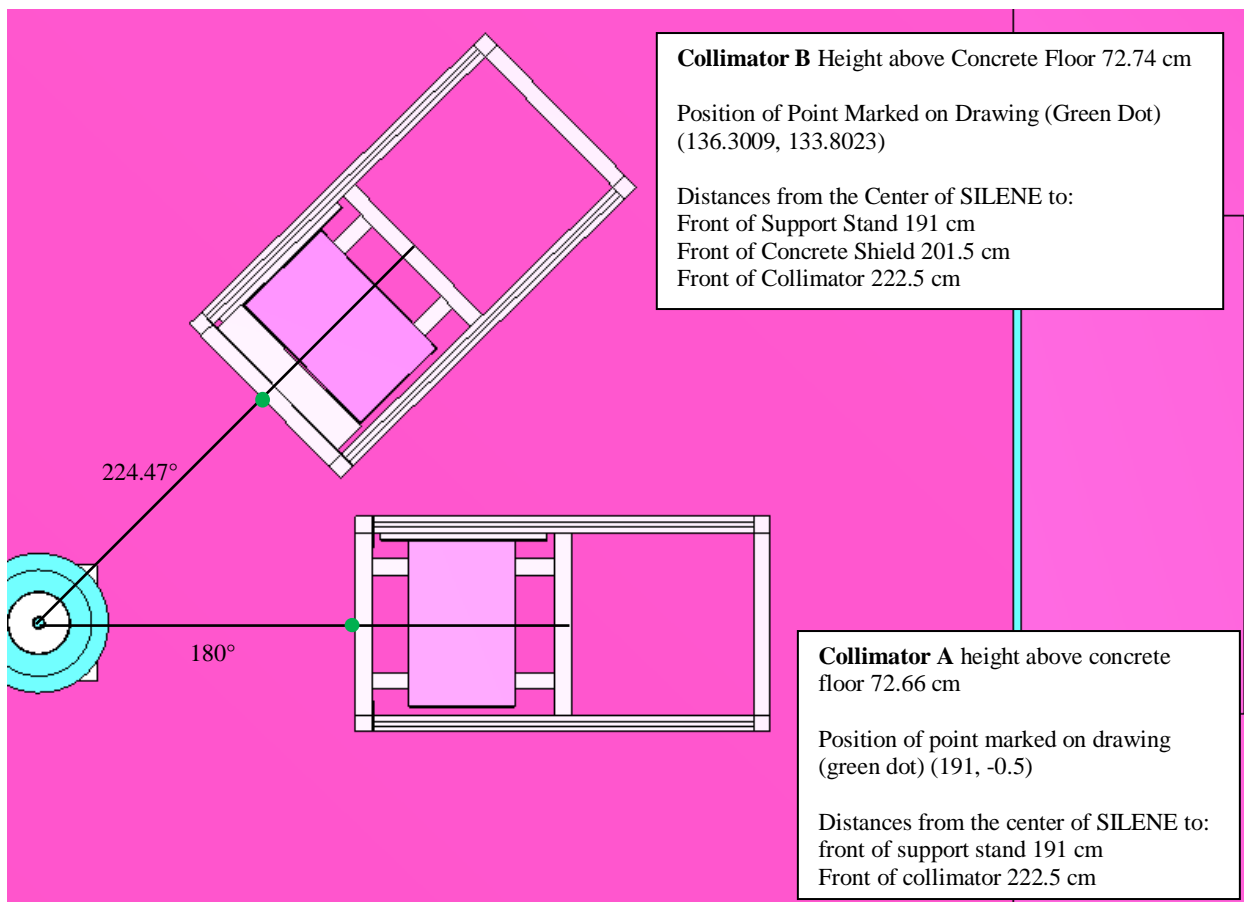 Collimator B Height above Concrete Floor 72.74 cm
Position of Point Marked on Drawing (Green Dot)
(136.3009, 133.8023)
Distances from the Center of SILENE to:
Front of Support Stand 191 cm
Front of Concrete Shield 201.5 cm
Front of Collimator 222.5 cm
224.47°
180°
Collimator A height above concrete
floor 72.66 cm
Position of point marked on drawing
(green dot) (191, -0.5)
Distances from the center of SILENE to:
front of support stand 191 cm
Front of collimator 222.5 cm